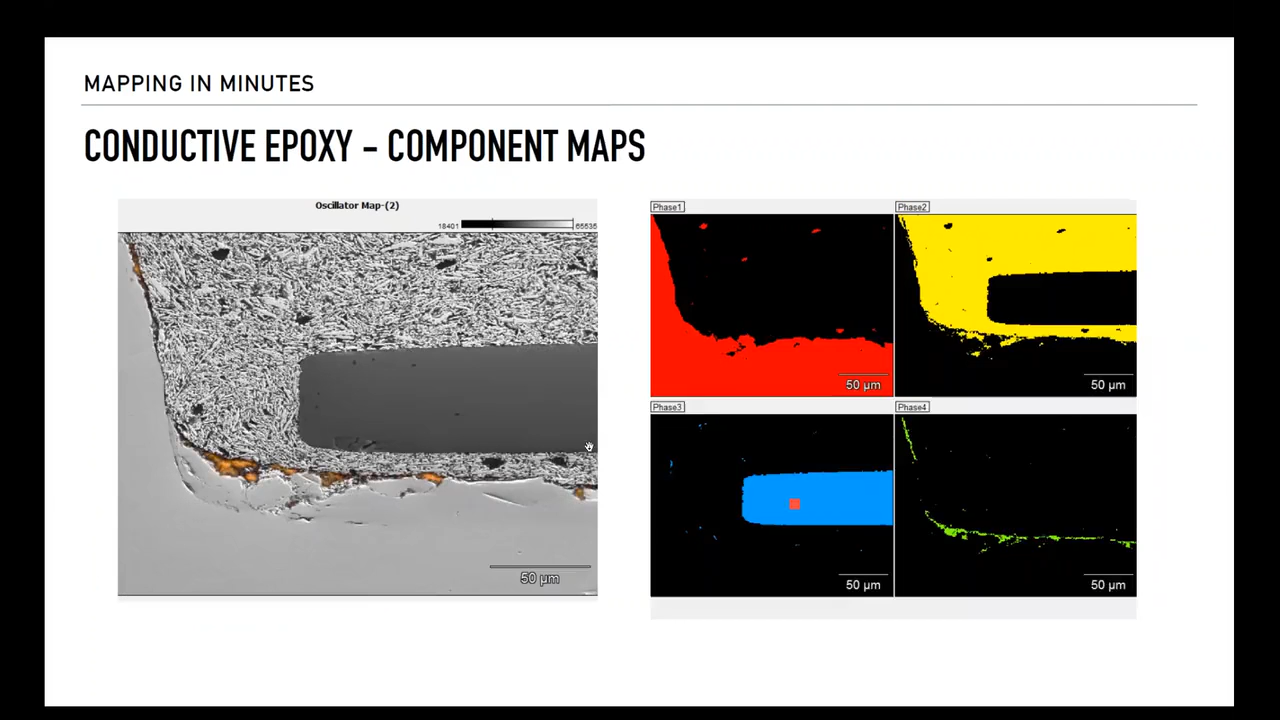 MAPPING IN MINUTES
CONDUCTIVE EPOXY – COMPONENT MAPS
Oscillator Map-(2)
18401 65535
50 µm
Phase1
50 µm
Phase2
50 µm
Phase3
50 µm
Phase4
50 µm